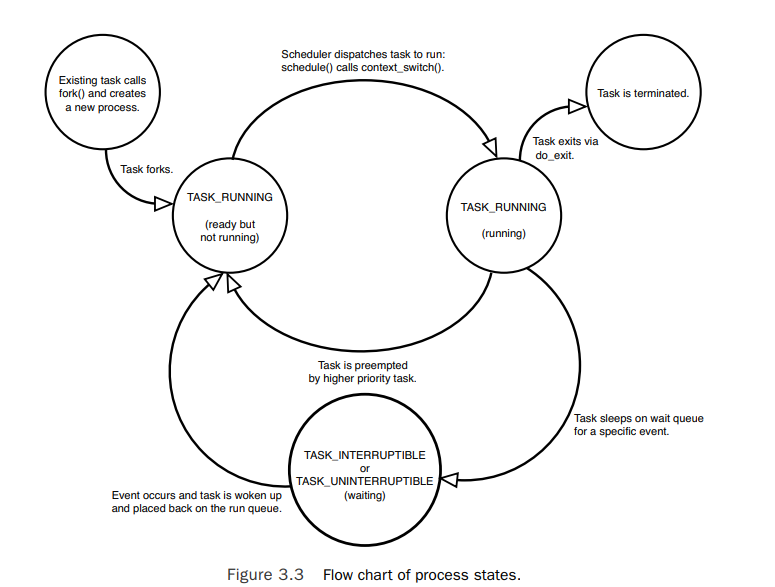 Scheduler dispatches task to run:
schedule() calls context_switch().
Existing task calls
fork() and creates
a new process.
Task is terminated.
Task exits via
do_exit.
Task forks.
TASK_RUNNING
(ready but
not running)
TASK_RUNNING
(running)
Task is preempted
by higher priority task.
Task sleeps on wait queue
for a specific event.
TASK_INTERRUPTIBLE
or
TASK_UNINTERRUPTIBLE
(waiting)
Event occurs and task is woken up
and placed back on the run queue.
Figure 3.3 Flow chart of process states.